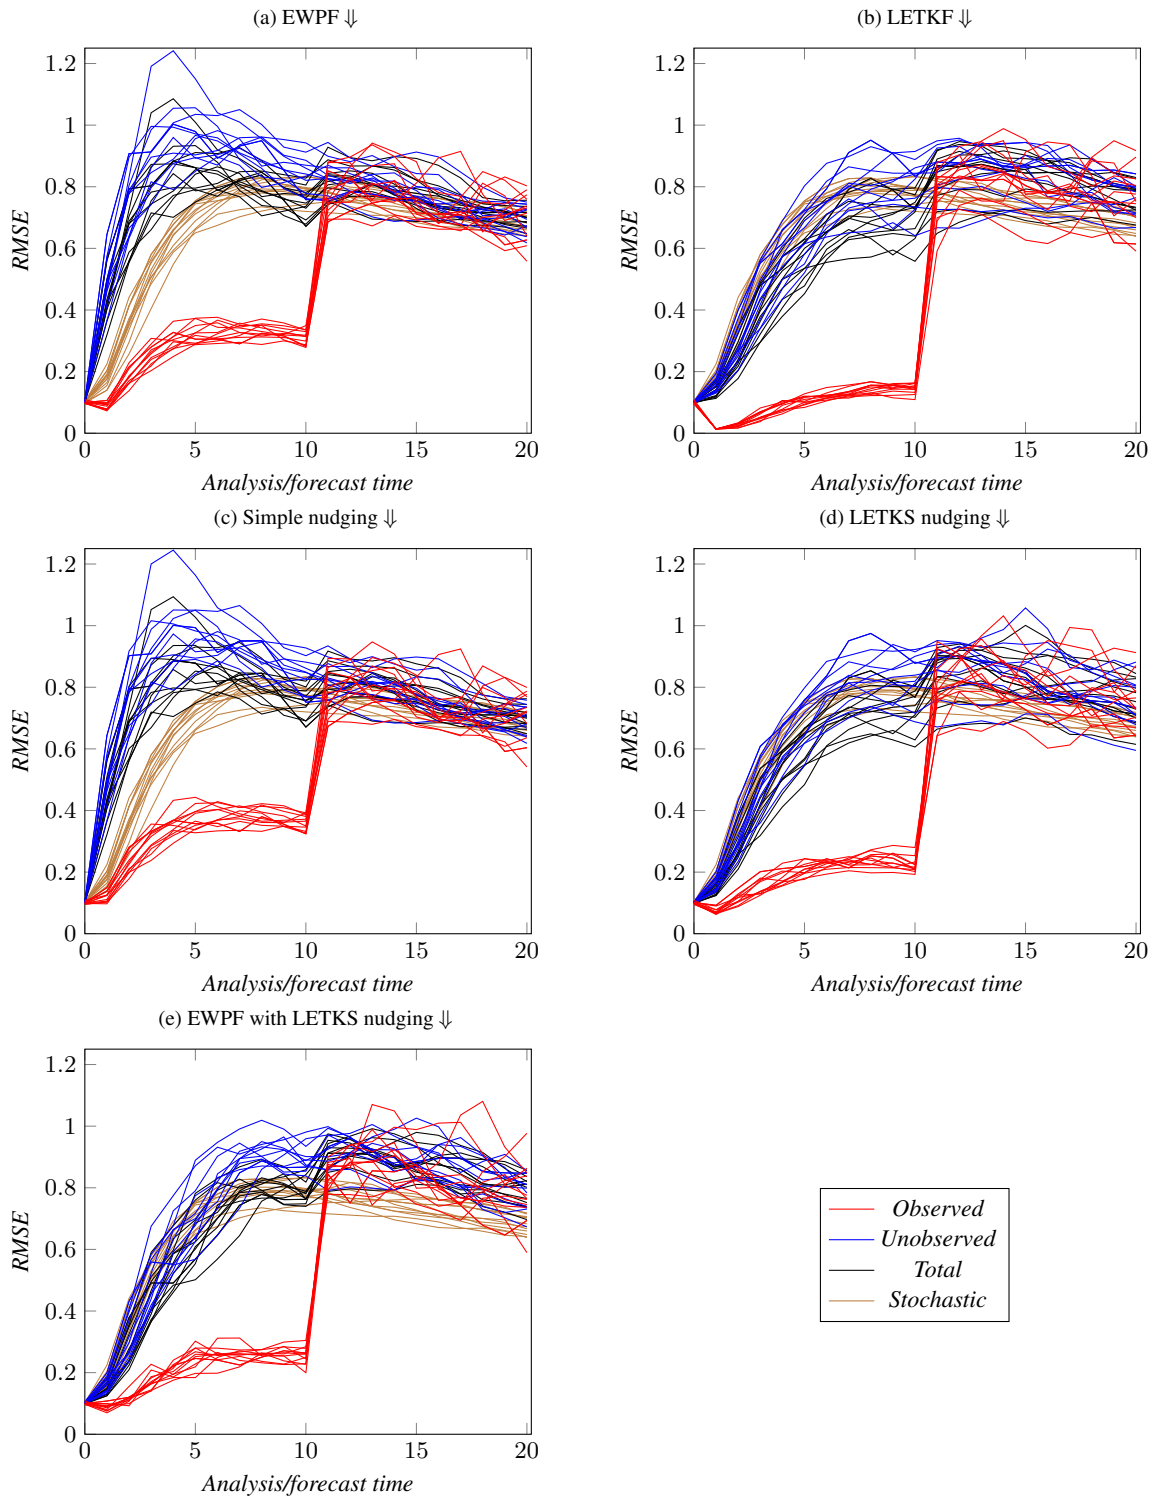 (a) EWPF ⇓
1.2
1
0.8
0.6
0.4
0.2
0
RMSE
0 5 10 15 20
Analysis/forecast time
(b) LETKF ⇓
1.2
1
0.8
0.6
0.4
0.2
0
RMSE
0 5 10 15 20
Analysis/forecast time
(c) Simple nudging ⇓
1.2
1
0.8
0.6
0.4
0.2
0
RMSE
0 5 10 15 20
Analysis/forecast time
(d) LETKS nudging ⇓
1.2
1
0.8
0.6
0.4
0.2
0
RMSE
0 5 10 15 20
Analysis/forecast time
(e) EWPF with LETKS nudging ⇓
1.2
1
0.8
0.6
0.4
0.2
0
RMSE
0 5 10 15 20
Analysis/forecast time
Observed
Unobserved
Total
Stochastic